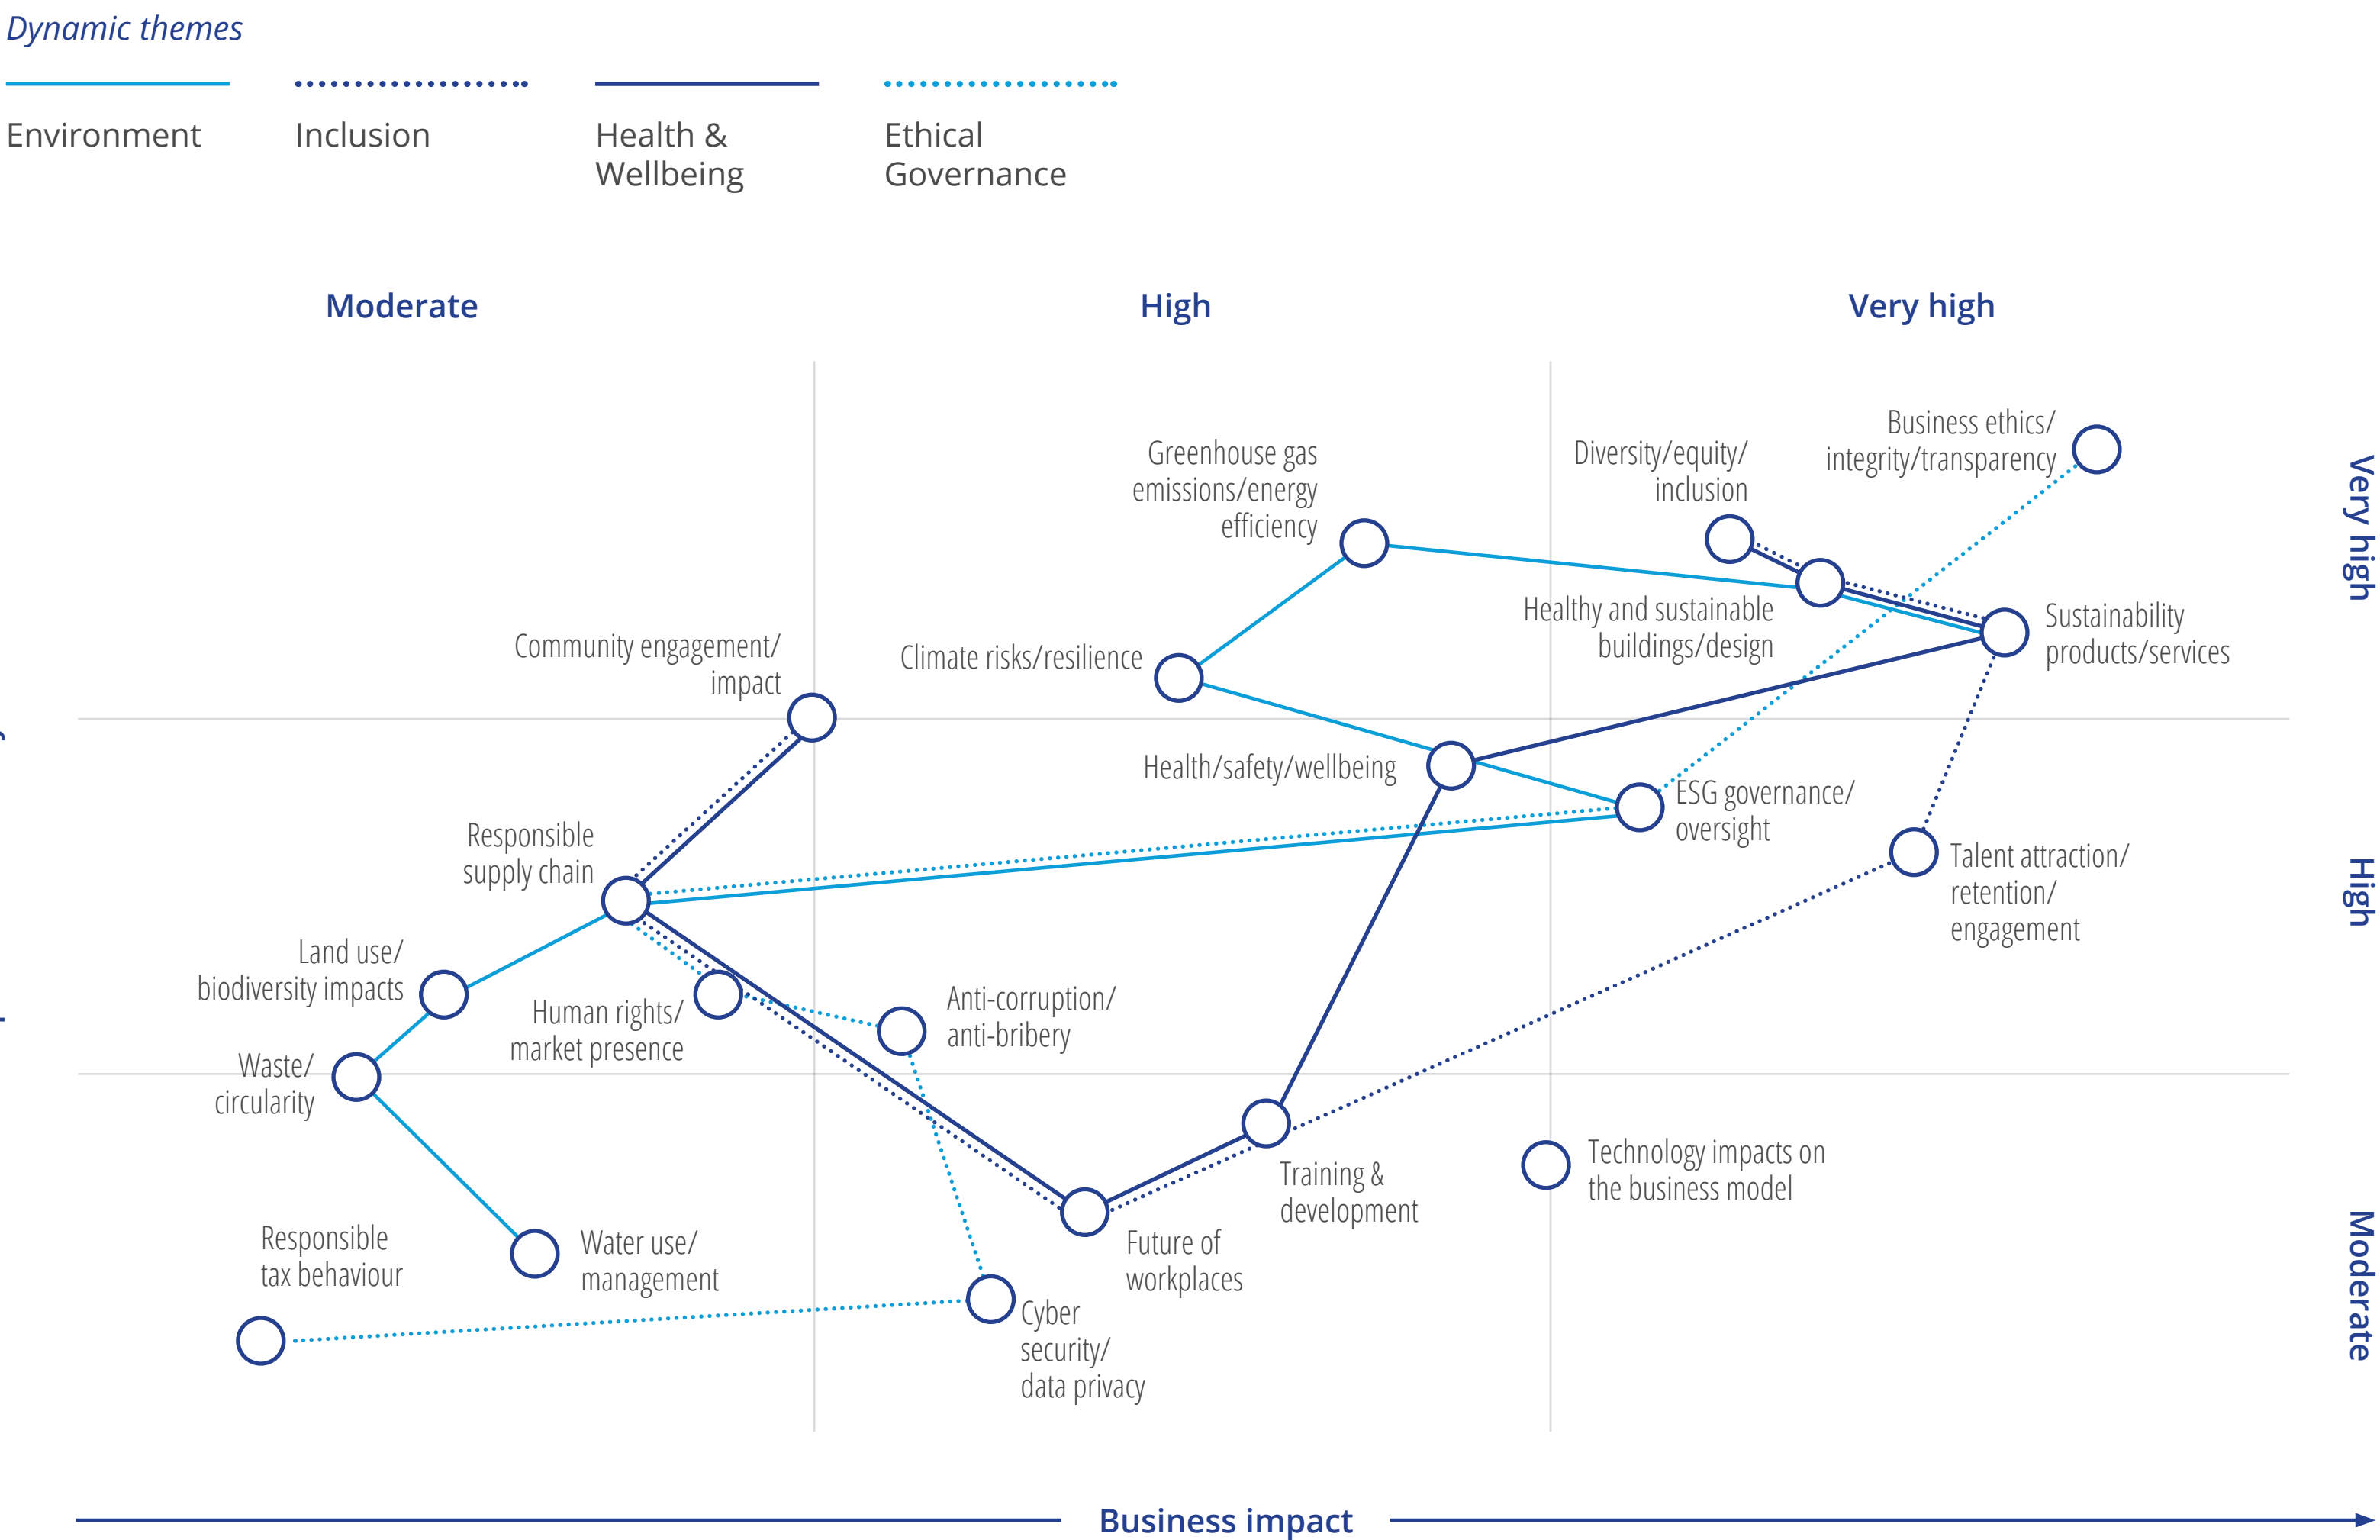 Dynamic themes
Environment
Inclusion
Health &
Wellbeing
Ethical
Governance
Moderate
High
Very high
Business ethics/
integrity/transparency
Diversity/equity/
inclusion
Greenhouse gas
emissions/energy
efficiency
Healthy and sustainable
buildings/design
Sustainability
products/services
Community engagement/
impact
Climate risks/resilience
Health/safety/wellbeing
ESG governance/
oversight
Responsible
supply chain
Talent attraction/
retention/
engagement
Land use/
biodiversity impacts
Human rights/
market presence
Anti-corruption/
anti-bribery
Waste/
circularity
Training &
development
Technology impacts on
the business model
Responsible
tax behaviour
Water use/
management
Future of
workplaces
Cyber
security/
data privacy
Very high
High
Moderate
Business impact